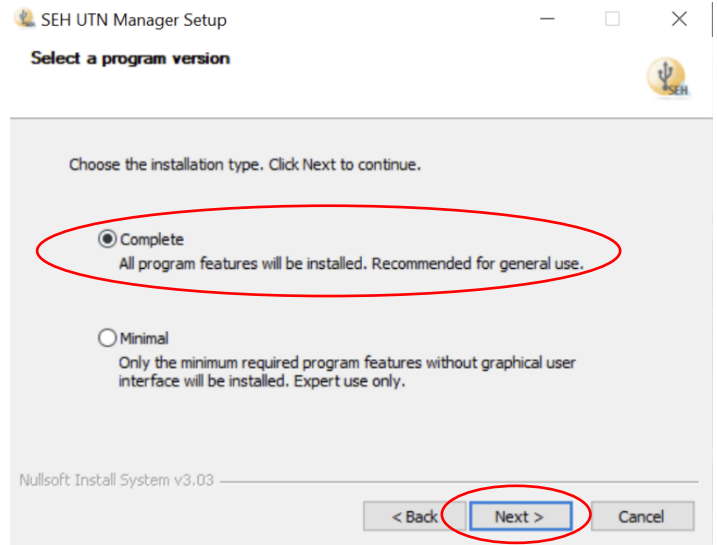 SEH UTN Manager Setup
Select a program version
SEH
Choose the installation type. Click Next to continue.
Complete
All program features will be installed. Recommended for general use.
Minimal
Only the minimum required program features without graphical user
interface will be installed. Expert use only.
Nullsoft Install System v3.03
< Back Next > Cancel